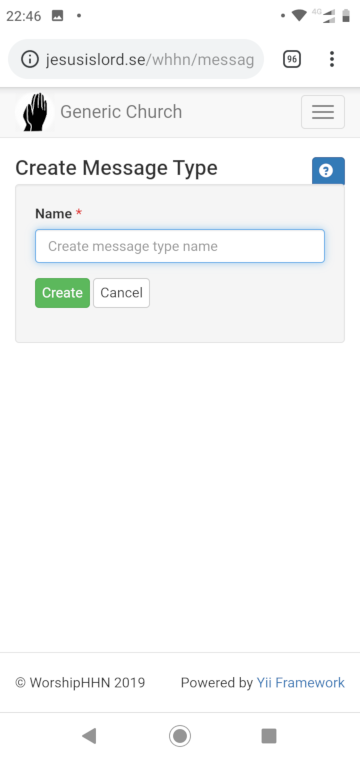 22:46
4G
jesusislord.se/whhn/messag
96
Generic Church
Create Message Type
Name *
Create message type name
Create Cancel
© WorshipHHN 2019 Powered by Yii Framework